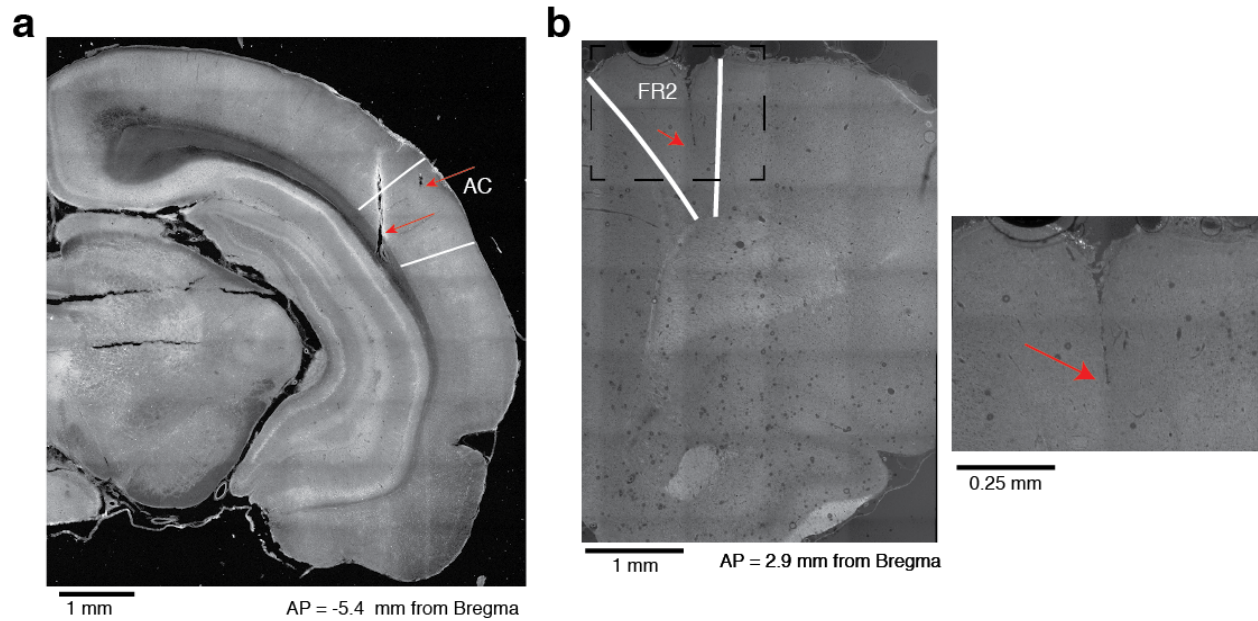 a
AC
1 mm
AP = -5.4 mm from Bregma
b
FR2
1 mm
AP = 2.9 mm from Bregma
0.25 mm